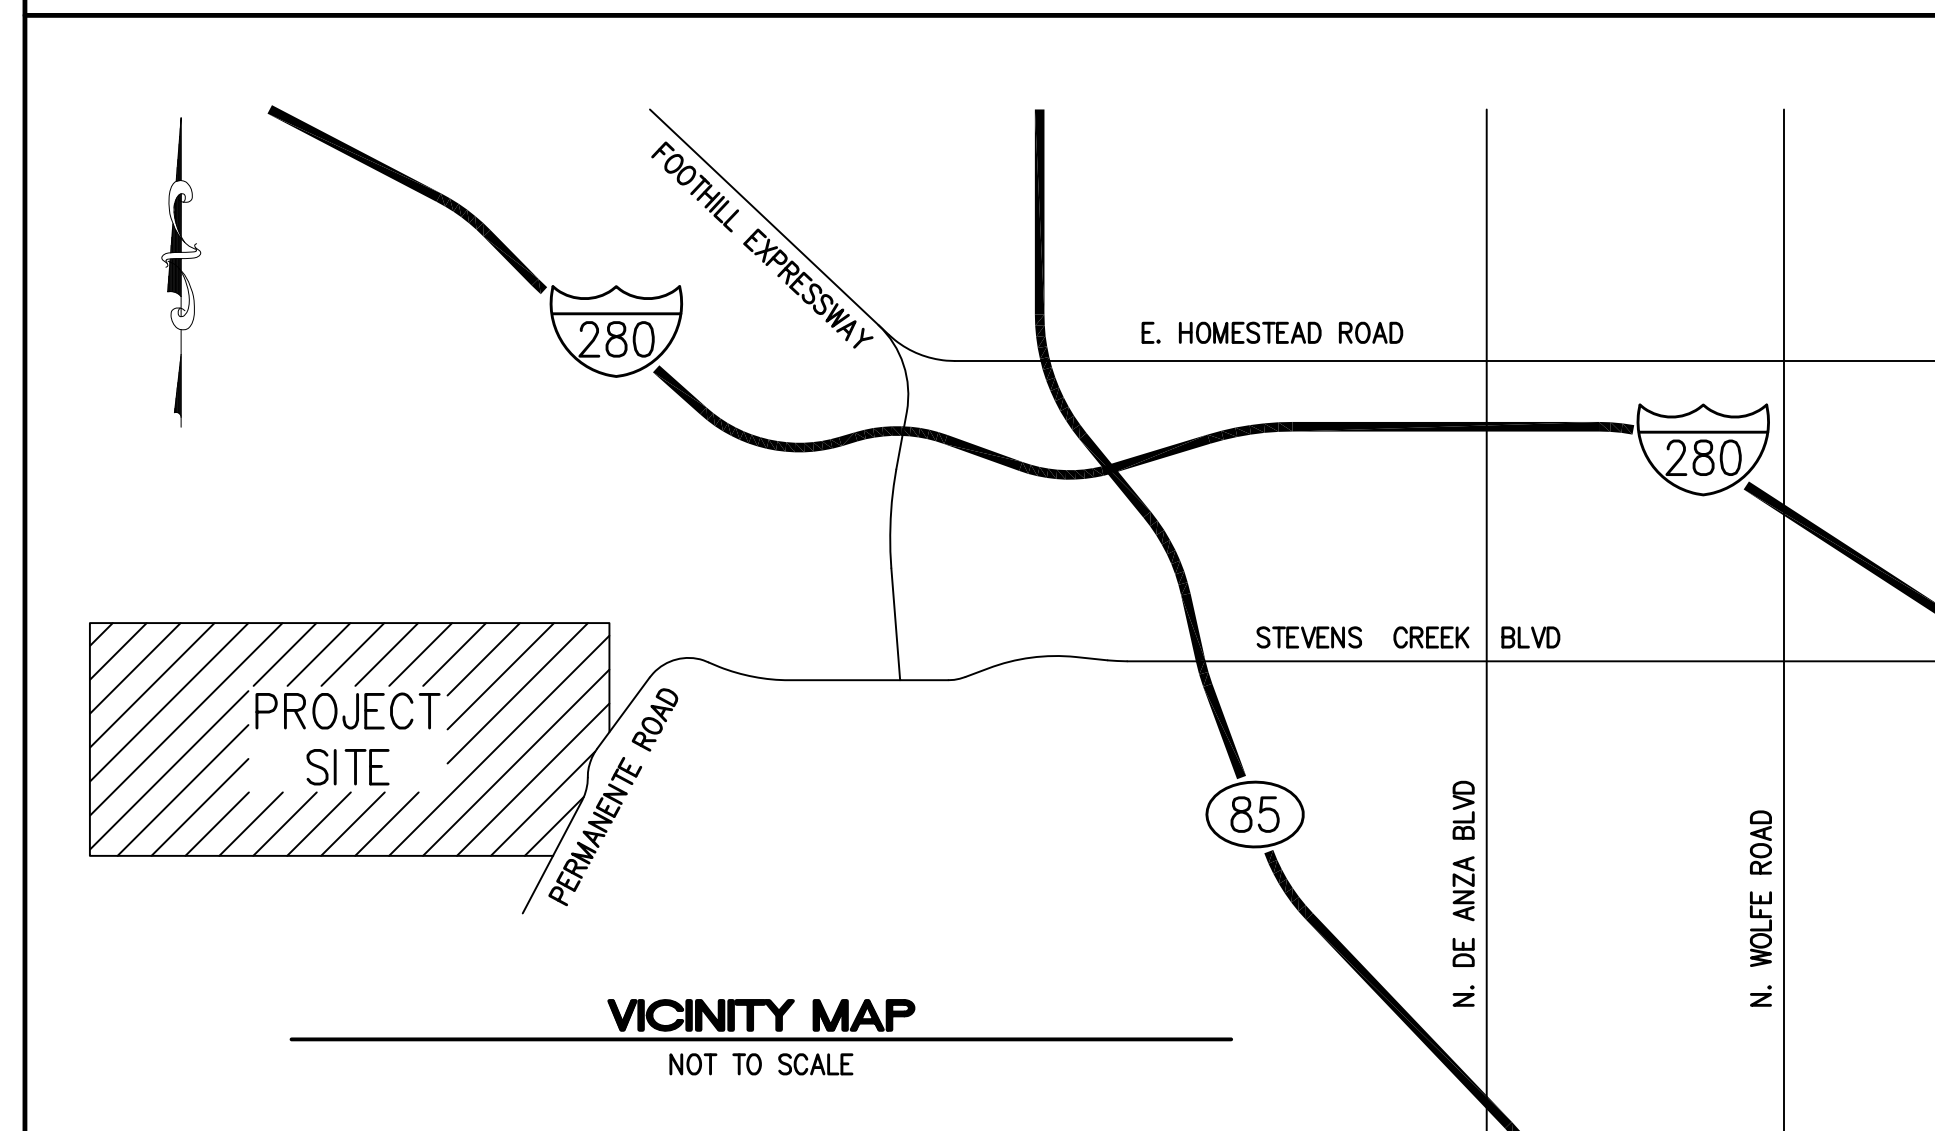 FOOTHILL EXPRESSWAY
280
E. HOMESTEAD ROAD
280
STEVENS CREEK BLVD
PROJECT
SITE
PERMANENTE ROAD
85
N. DE ANZA BLVD
N. WOLFE ROAD
VICINITY MAP
NOT TO SCALE